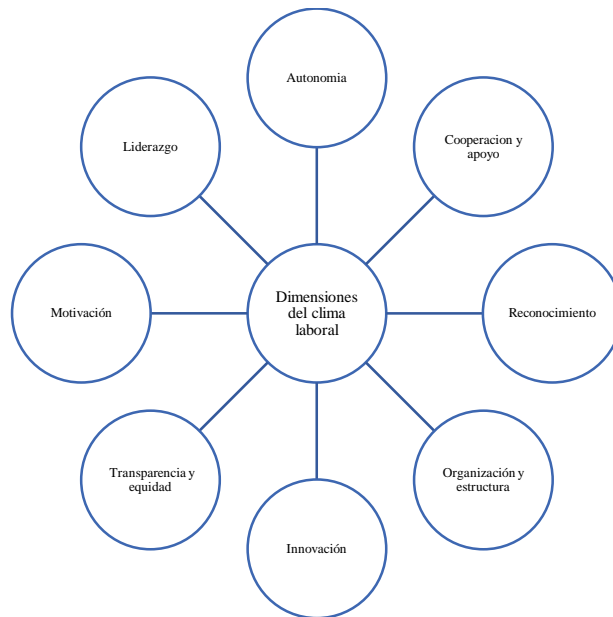 Autonomia
Cooperacion y
apoyo
Liderazgo
Dimensiones
del clima
laboral
Motivación
Reconocimiento
Transparencia y
equidad
Organización y
estructura
Innovación